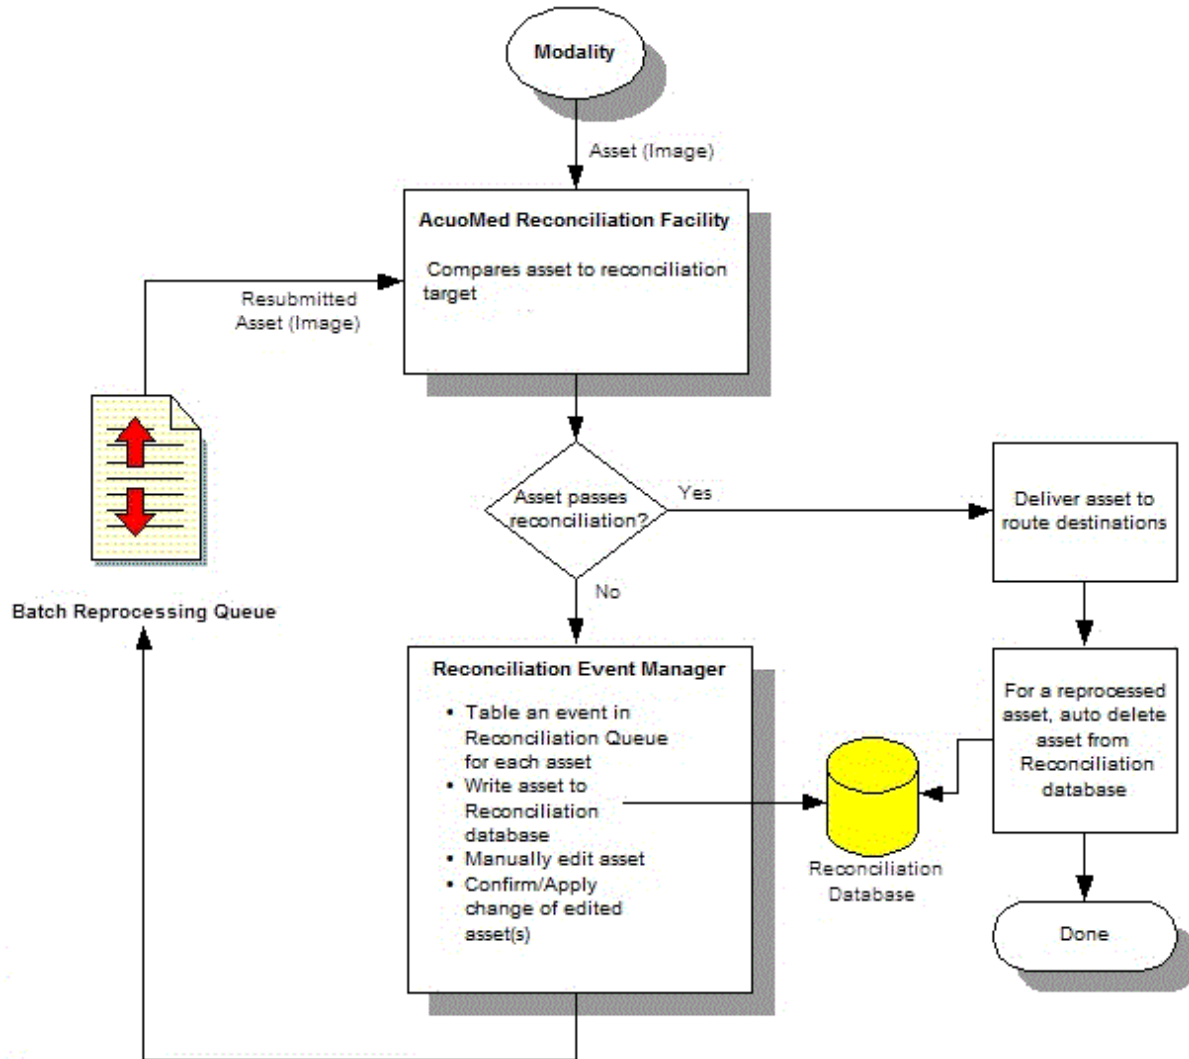 Modality
Asset (Image)
AcuoMed Reconciliation Facility
Compares asset to reconciliation
target
Resubmitted
Asset (Image)
Asset passes
reconciliation?
Yes
Deliver asset to
route destinations
No
Batch Reprocessing Queue
Reconciliation Event Manager
• Table an event in
Reconciliation Queue
for each asset
• Write asset to
Reconciliation
database
• Manually edit asset
• Confirm/Apply
change of edited
asset(s)
Reconciliation
Database
For a reprocessed
asset, auto delete
asset from
Reconciliation
database
Done